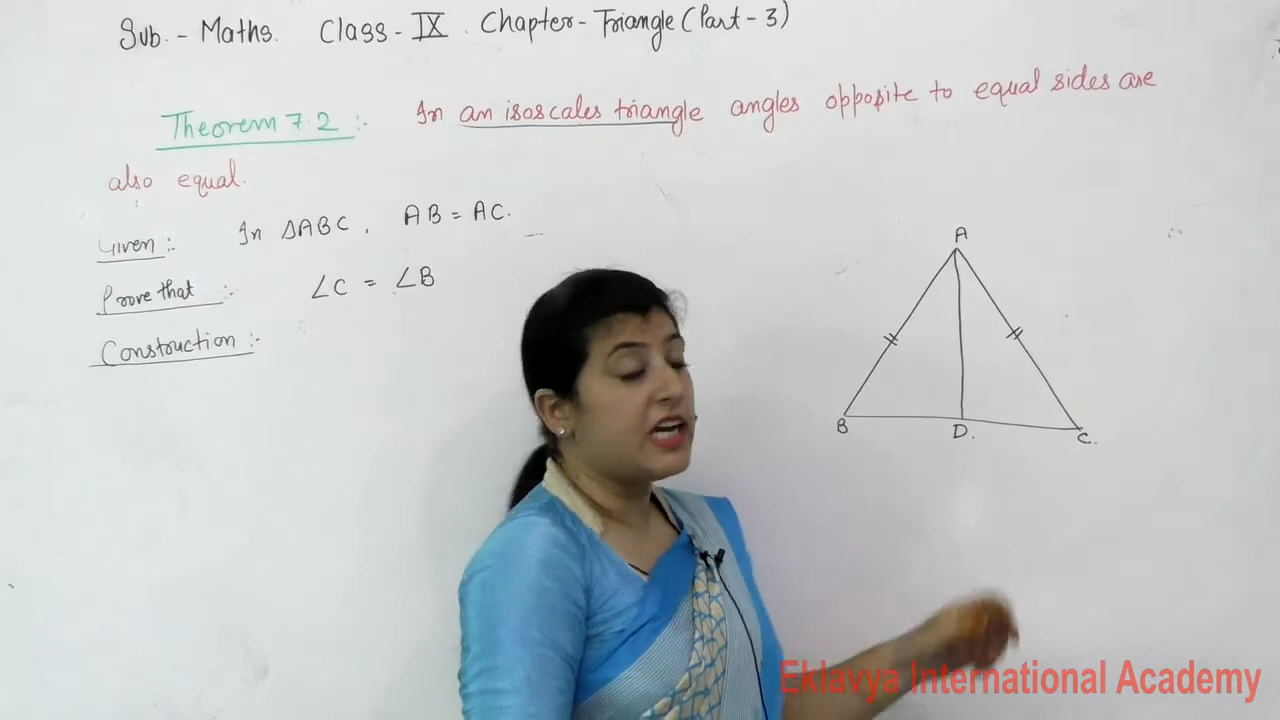 Sub. - Maths. Class - IX. Chapter - Triangle (Part - 3)
Theorem 7.2 :- In an isoscales triangle angles opposite to equal sides are
also equal.
Given :- In ΔABC, AB = AC.
Prove that :- ∠C = ∠B
Construction :-
A
B
D.
C.
Eklavya International Academy